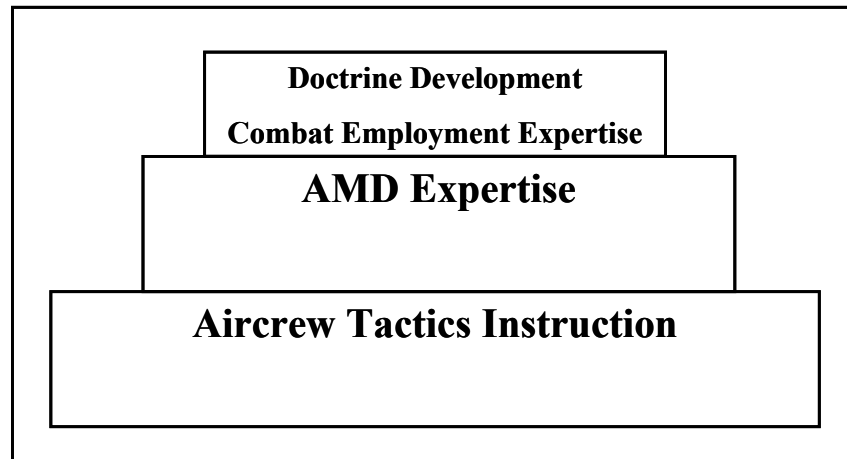 Doctrine Development
Combat Employment Expertise
AMD Expertise
Aircrew Tactics Instruction